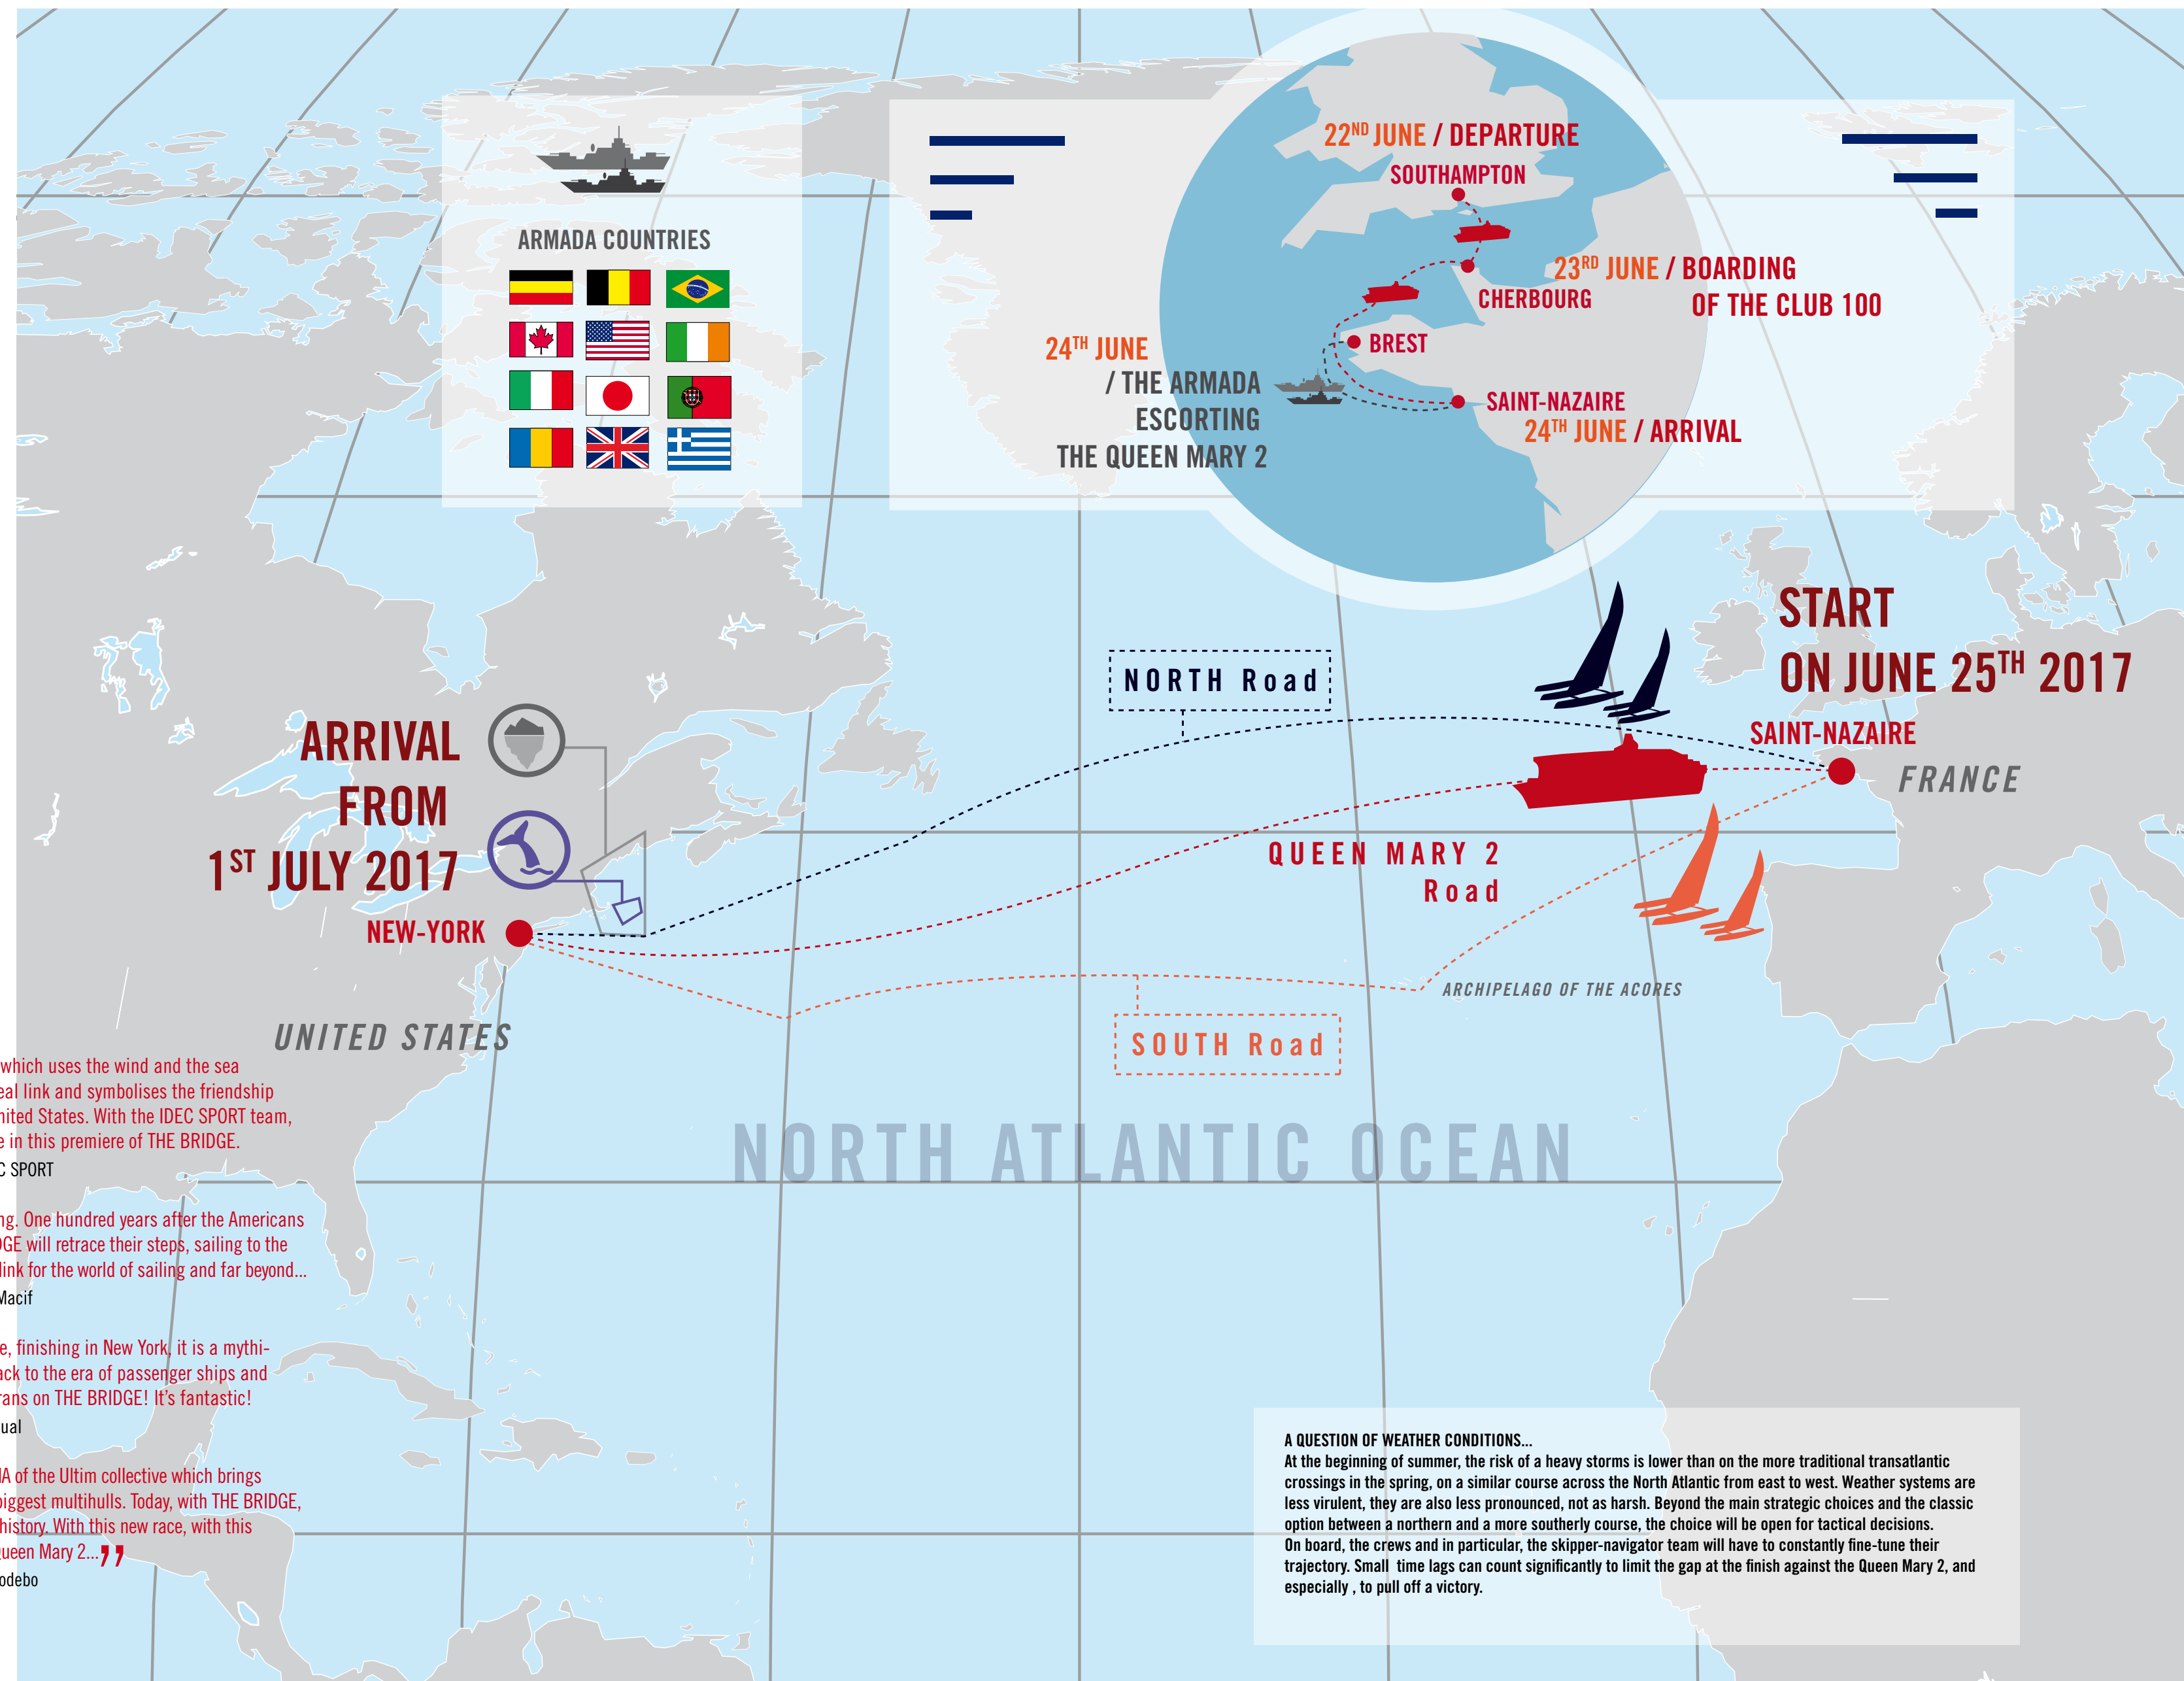 ARMADA COUNTRIES
22ND JUNE / DEPARTURE
SOUTHAMPTON
23RD JUNE / BOARDING
OF THE CLUB 100
CHERBOURG
BREST
24TH JUNE
/ THE ARMADA
ESCORTING
THE QUEEN MARY 2
SAINT-NAZAIRE
24TH JUNE / ARRIVAL
START
ON JUNE 25TH 2017
SAINT-NAZAIRE
FRANCE
NORTH Road
ARRIVAL
FROM
1ST JULY 2017
NEW-YORK
QUEEN MARY 2
Road
ARCHIPELAGO OF THE ACORES
SOUTH Road
UNITED STATES
NORTH ATLANTIC OCEAN
which uses the wind and the sea
eal link and symbolises the friendship
nited States. With the IDEC SPORT team,
e in this premiere of THE BRIDGE.
C SPORT
ng. One hundred years after the Americans
DGE will retrace their steps, sailing to the
link for the world of sailing and far beyond...
Macif
e, finishing in New York, it is a mythi-
ack to the era of passenger ships and
rans on THE BRIDGE! It's fantastic!
ual
IA of the Ultim collective which brings
biggest multihulls. Today, with THE BRIDGE,
history. With this new race, with this
Queen Mary 2...”
odebo
A QUESTION OF WEATHER CONDITIONS...
At the beginning of summer, the risk of a heavy storms is lower than on the more traditional transatlantic
crossings in the spring, on a similar course across the North Atlantic from east to west. Weather systems are
less virulent, they are also less pronounced, not as harsh. Beyond the main strategic choices and the classic
option between a northern and a more southerly course, the choice will be open for tactical decisions.
On board, the crews and in particular, the skipper-navigator team will have to constantly fine-tune their
trajectory. Small  time lags can count significantly to limit the gap at the finish against the Queen Mary 2, and
especially , to pull off a victory.